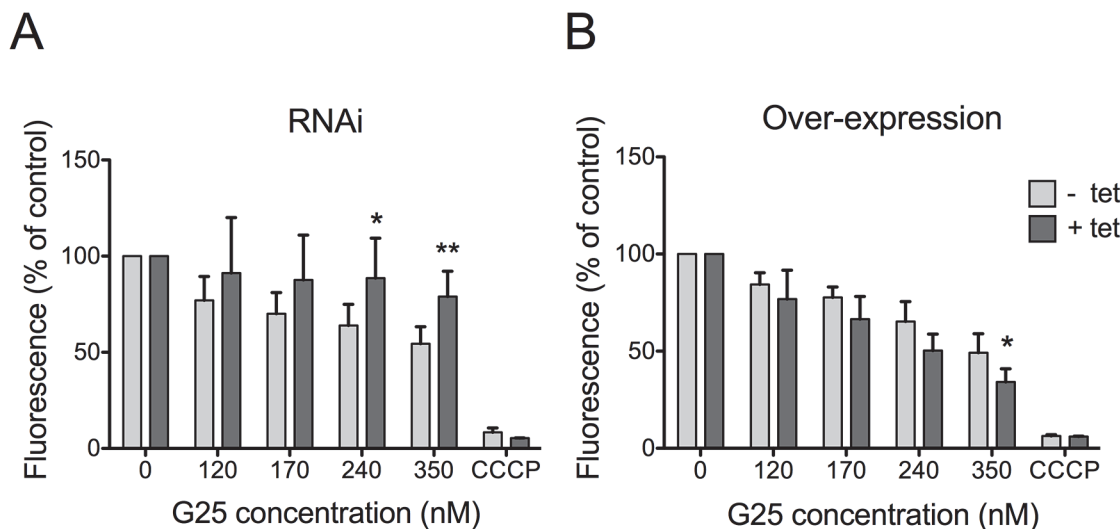 A
RNAi
Fluorescence (% of control)
150
100
50
0
*
**
0 120 170 240 350 CCCP
G25 concentration (nM)
B
Over-expression
Fluorescence (% of control)
150
100
50
0
- tet
+ tet
*
0 120 170 240 350 CCCP
G25 concentration (nM)